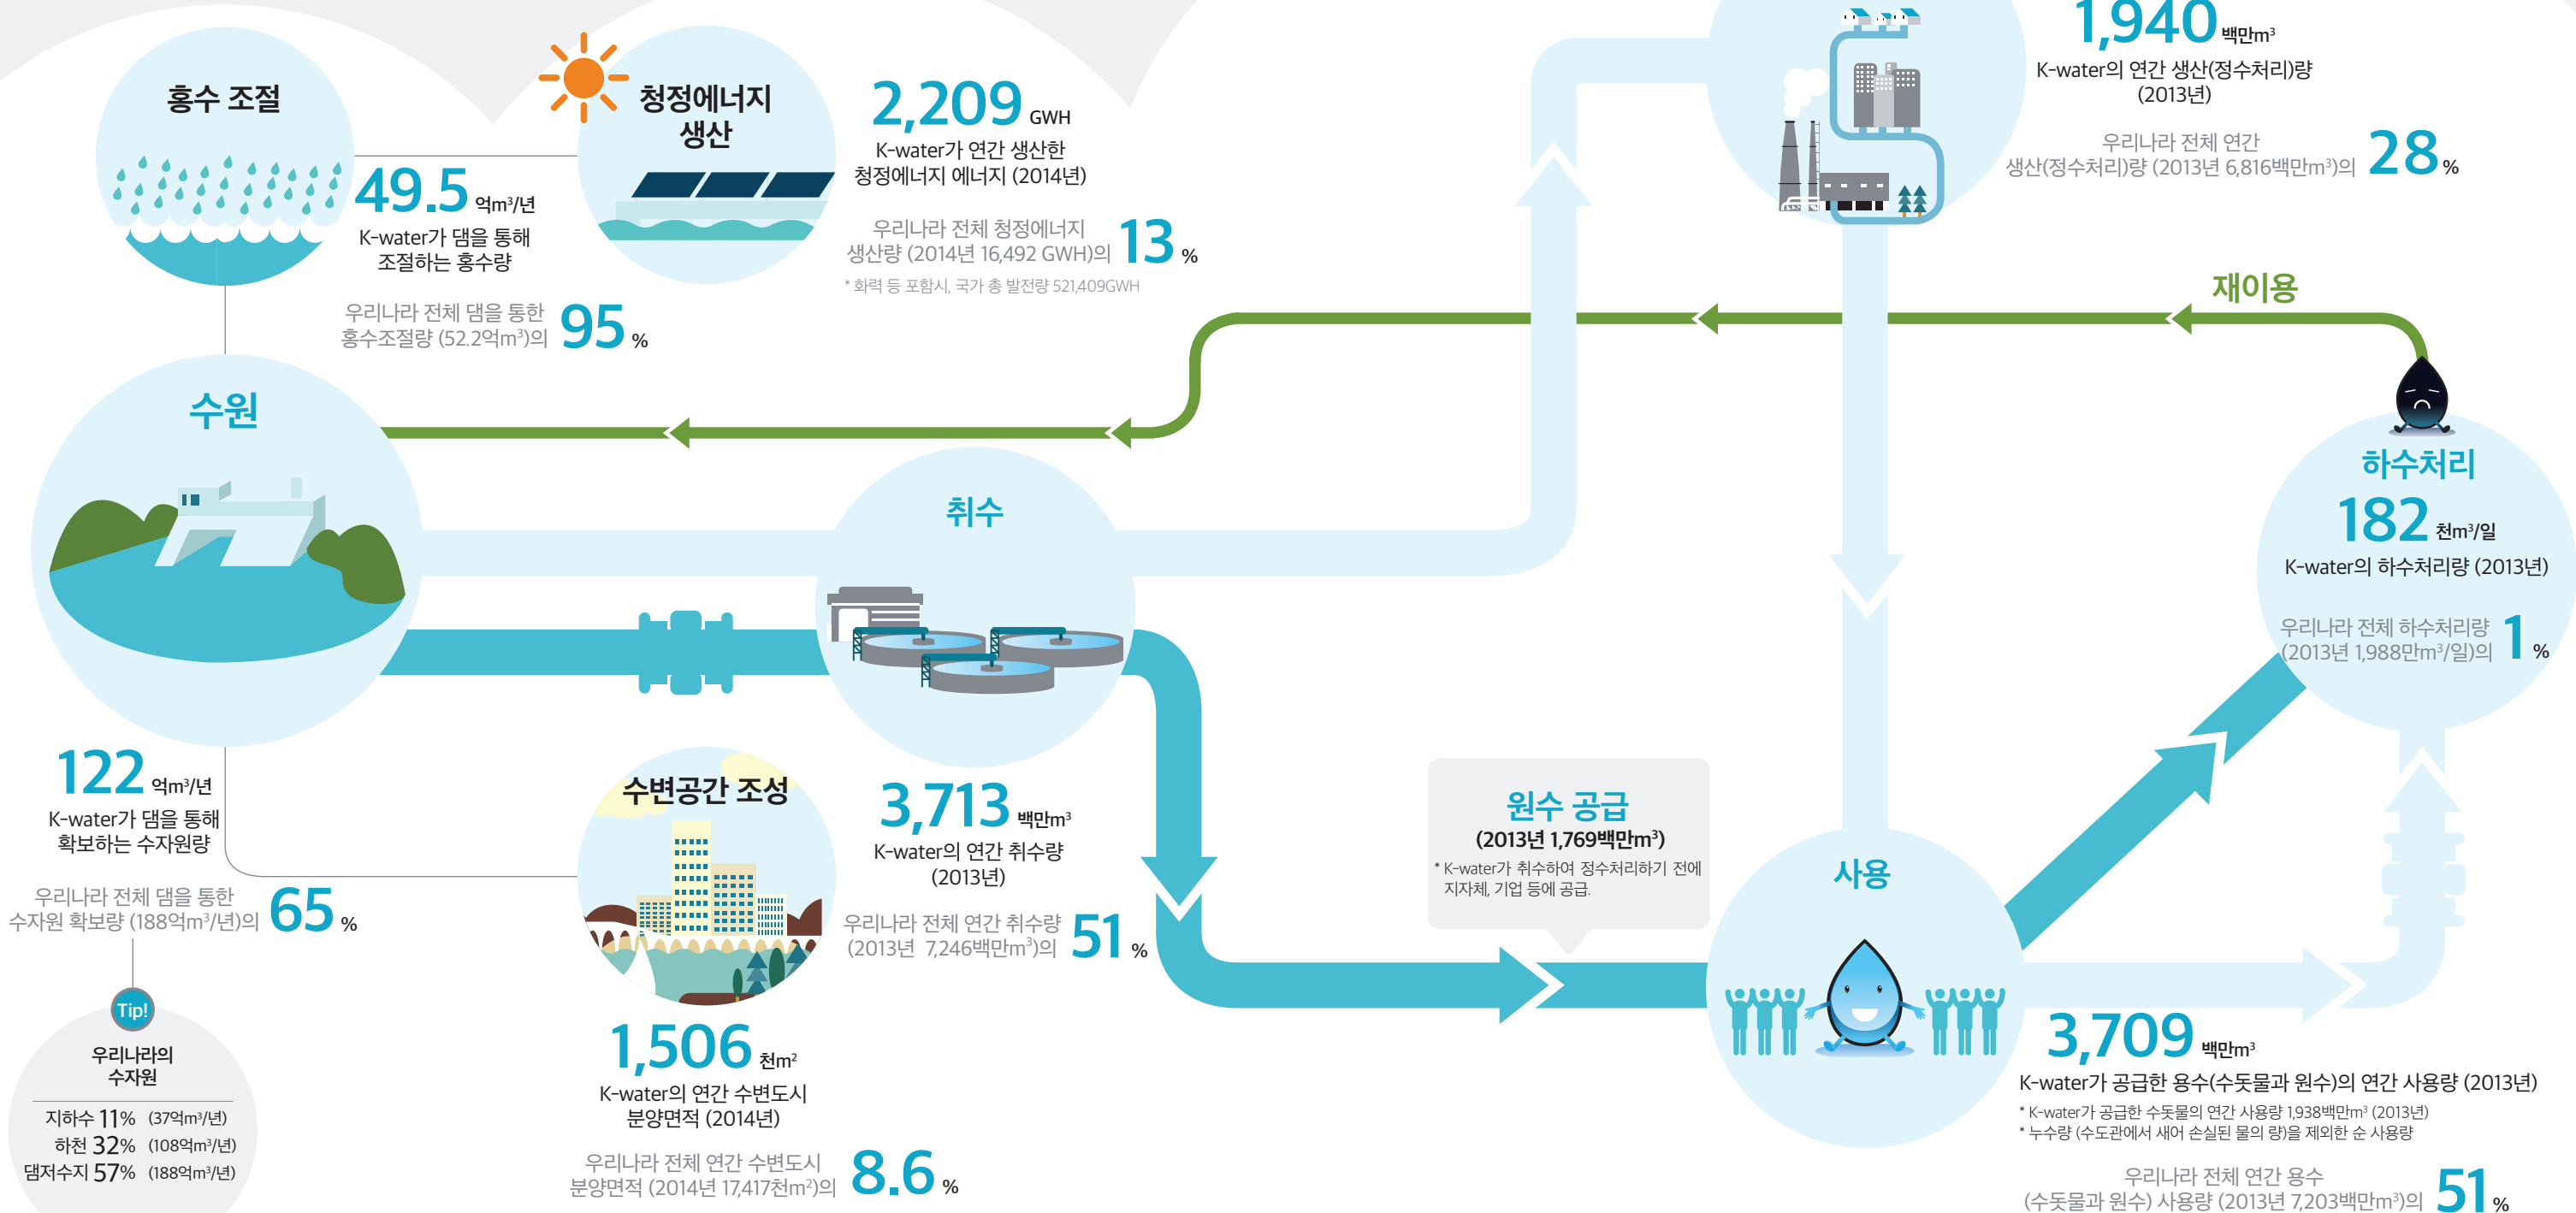 홍수 조절
49.5 억m³/년
K-water가 댐을 통해
조절하는 홍수량
우리나라 전체 댐을 통한
홍수조절량 (52.2억m³)의 95 %
청정에너지
생산
2,209 GWH
K-water가 연간 생산한
청정에너지 에너지 (2014년)
우리나라 전체 청정에너지
생산량 (2014년 16,492 GWH)의 13 %
* 화력 등 포함시, 국가 총 발전량 521,409GWH
1,940 백만m³
K-water의 연간 생산(정수처리)량
(2013년)
우리나라 전체 연간
생산(정수처리)량 (2013년 6,816백만m³)의 28 %
재이용
수원
122 억m³/년
K-water가 댐을 통해
확보하는 수자원량
우리나라 전체 댐을 통한
수자원 확보량 (188억m³/년)의 65 %
Tip!
우리나라의
수자원
지하수 11% (37억m³/년)
하천 32% (108억m³/년)
댐저수지 57% (188억m³/년)
수변공간 조성
1,506 천m²
K-water의 연간 수변도시
분양면적 (2014년)
우리나라 전체 연간 수변도시
분양면적 (2014년 17,417천m²)의 8.6 %
취수
3,713 백만m³
K-water의 연간 취수량
(2013년)
우리나라 전체 연간 취수량
(2013년 7,246백만m³)의 51 %
원수 공급
(2013년 1,769백만m³)
* K-water가 취수하여 정수처리하기 전에
지자체, 기업 등에 공급.
사용
3,709 백만m³
K-water가 공급한 용수(수돗물과 원수)의 연간 사용량 (2013년)
* K-water가 공급한 수돗물의 연간 사용량 1,938백만m³ (2013년)
* 누수량 (수도관에서 새어 손실된 물의 량)을 제외한 순 사용량
우리나라 전체 연간 용수
(수돗물과 원수) 사용량 (2013년 7,203백만m³)의 51 %
하수처리
182 천m³/일
K-water의 하수처리량 (2013년)
우리나라 전체 하수처리량
(2013년 1,988만m³/일)의 1 %